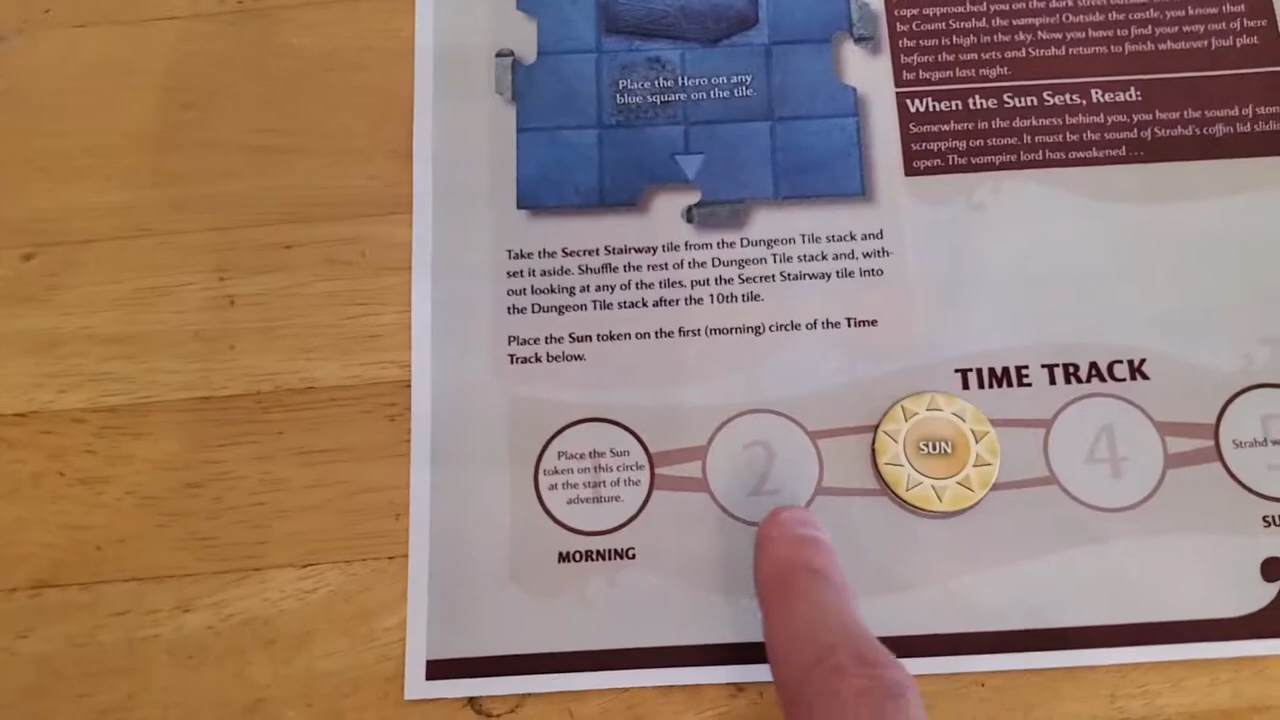 Place the Hero on any
blue square on the tile.
cape approached you on the dark street outside the
be Count Strahd, the vampire! Outside the castle, you know that
the sun is high in the sky. Now you have to find your way out of here
before the sun sets and Strahd returns to finish whatever foul plot
he began last night.
When the Sun Sets, Read:
Somewhere in the darkness behind you, you hear the sound of ston
scrapping on stone. It must be the sound of Strahd's coffin lid slidi
open. The vampire lord has awakened ...
Take the Secret Stairway tile from the Dungeon Tile stack and
set it aside. Shuffle the rest of the Dungeon Tile stack and, with-
out looking at any of the tiles, put the Secret Stairway tile into
the Dungeon Tile stack after the 10th tile.
Place the Sun token on the first (morning) circle of the Time
Track below.
TIME TRACK
Place the Sun
token on this circle
at the start of the
adventure.
2
SUN
4
Strahd w
MORNING
SU